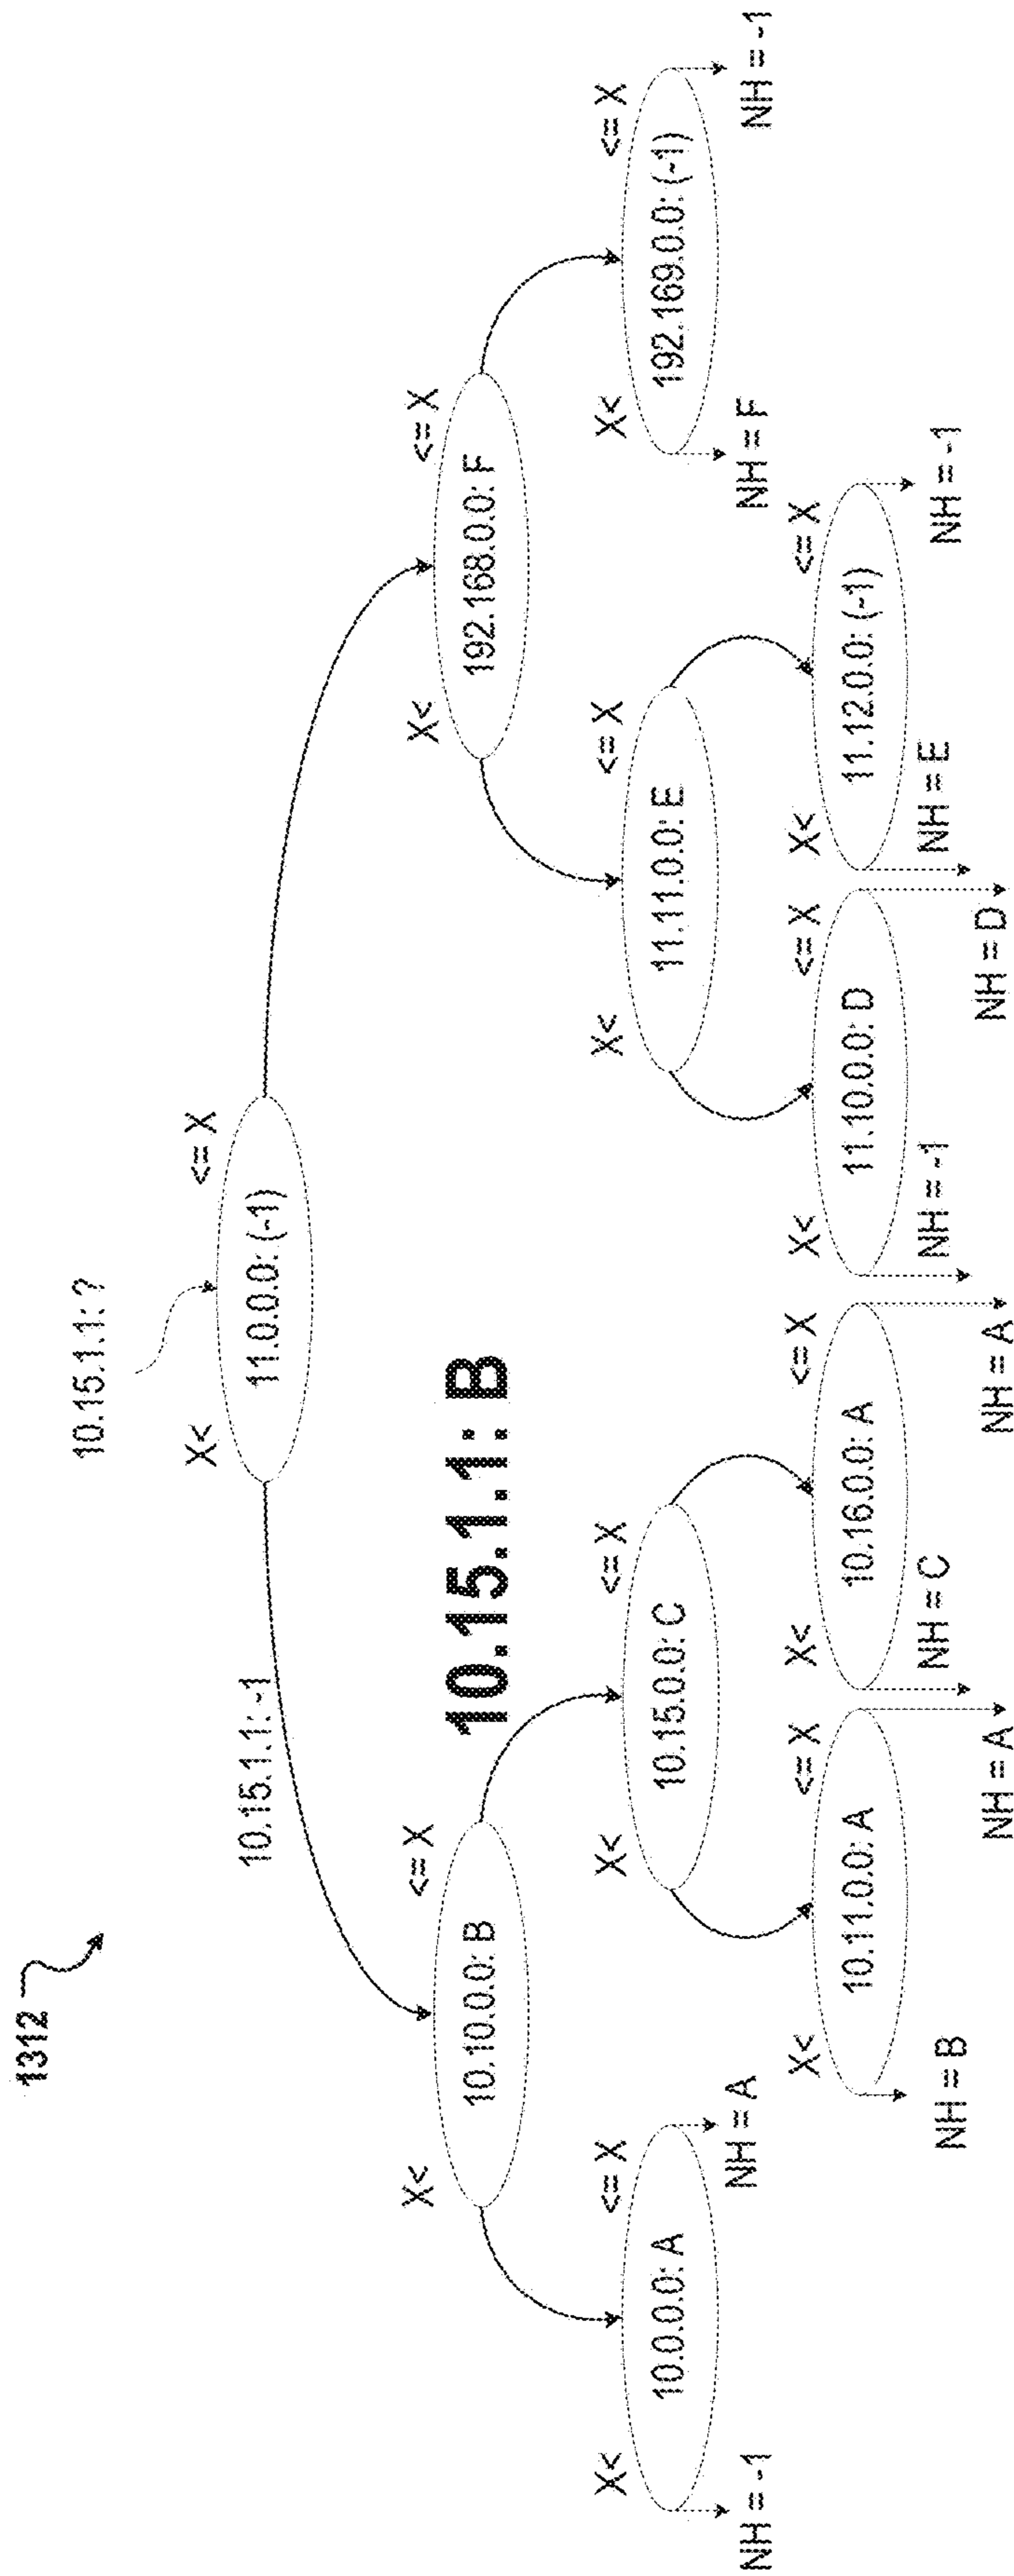 1312
10.15.1.1: ?
X<
<= X
11.0.0.0: (-1)
10.15.1.1: -1
10.15.1.1: B
X<
<= X
10.10.0.0: B
X<
<= X
192.168.0.0: F
X<
<= X
10.0.0.0: A
NH = -1
NH = A
X<
<= X
10.15.0.0: C
X<
<= X
11.11.0.0: E
X<
<= X
192.169.0.0: (-1)
NH = F
NH = -1
X<
<= X
10.11.0.0: A
NH = B
NH = A
X<
<= X
10.16.0.0: A
NH = C
NH = A
X<
<= X
11.10.0.0: D
NH = -1
NH = D
X<
<= X
11.12.0.0: (-1)
NH = E
NH = -1